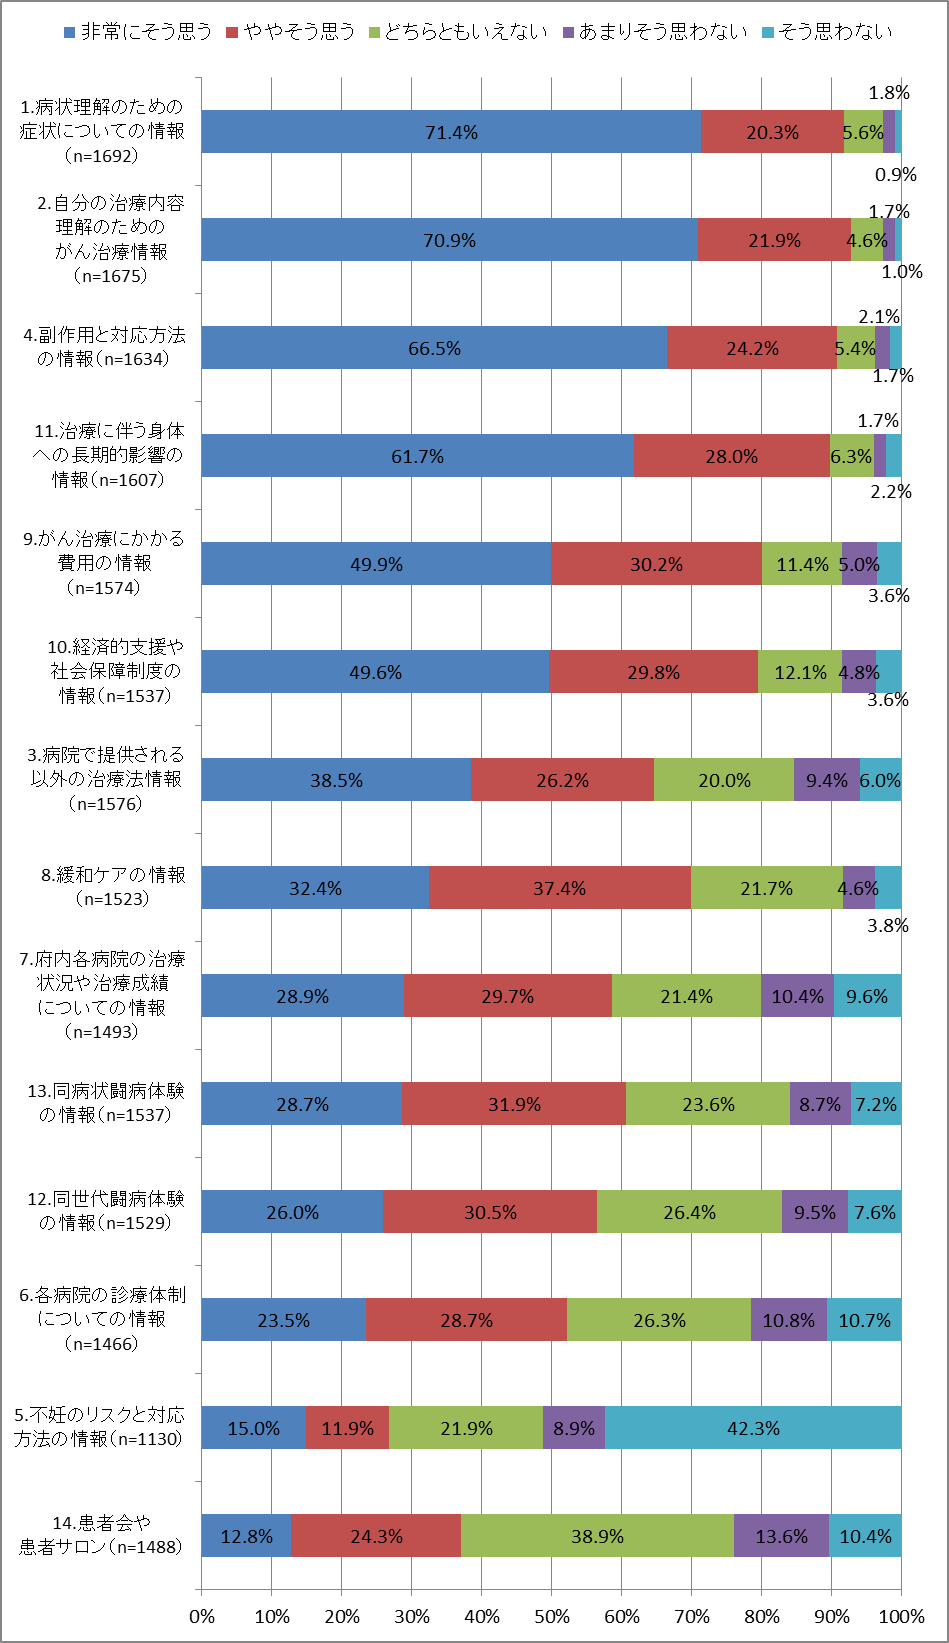 非常にそう思う ややそう思う どちらともいえない あまりそう思わない そう思わない
1.病状理解のための
症状についての情報
（n=1692）
71.4% 20.3% 5.6% 1.8% 0.9%
2.自分の治療内容
理解のための
がん治療情報
（n=1675）
70.9% 21.9% 4.6% 1.7% 1.0%
4.副作用と対応方法
の情報（n=1634）
66.5% 24.2% 5.4% 2.1% 1.7%
11.治療に伴う身体
への長期的影響の
情報（n=1607）
61.7% 28.0% 6.3% 1.7% 2.2%
9.がん治療にかかる
費用の情報
（n=1574）
49.9% 30.2% 11.4% 5.0% 3.6%
10.経済的支援や
社会保障制度の
情報（n=1537）
49.6% 29.8% 12.1% 4.8% 3.6%
3.病院で提供される
以外の治療法情報
（n=1576）
38.5% 26.2% 20.0% 9.4% 6.0%
8.緩和ケアの情報
（n=1523）
32.4% 37.4% 21.7% 4.6% 3.8%
7.府内各病院の治療
状況や治療成績
についての情報
（n=1493）
28.9% 29.7% 21.4% 10.4% 9.6%
13.同病状闘病体験
の情報（n=1537）
28.7% 31.9% 23.6% 8.7% 7.2%
12.同世代闘病体験
の情報（n=1529）
26.0% 30.5% 26.4% 9.5% 7.6%
6.各病院の診療体制
についての情報
（n=1466）
23.5% 28.7% 26.3% 10.8% 10.7%
5.不妊のリスクと対応
方法の情報（n=1130）
15.0% 11.9% 21.9% 8.9% 42.3%
14.患者会や
患者サロン（n=1488）
12.8% 24.3% 38.9% 13.6% 10.4%
0% 10% 20% 30% 40% 50% 60% 70% 80% 90% 100%